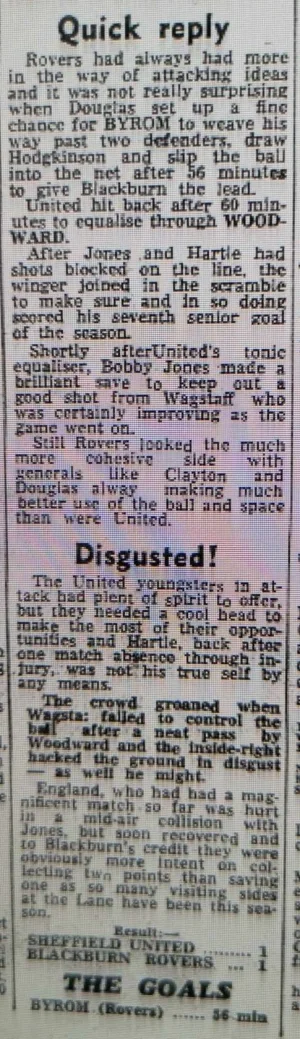 Quick reply
Rovers had always had more
in the way of attacking ideas
and it was not really surprising
when Douglas set up a fine
chance for BYROM to weave his
way past two defenders, draw
Hodgkinson and slip the ball
into the net after 56 minutes
to give Blackburn the lead.
United hit back after 60 min-
utes to equalise through WOOD-
WARD.
After Jones and Hartle had
shots blocked on the line, the
winger joined in the scramble
to make sure and in so doing
scored his seventh senior goal
of the season.
Shortly afterUnited's tonic
equaliser, Bobby Jones made a
brilliant save to keep out a
good shot from Wagstaff who
was certainly improving as the
game went on.
Still Rovers looked the much
more cohesive side with
generals like Clayton and
Douglas alway making much
better use of the ball and space
than were United.
Disgusted!
The United youngsters in at-
tack had plent of spirit to offer,
but they needed a cool head to
make the most of their oppor-
tunities and Hartle, back after
one match absence through in-
jury, was not his true self by
any means.
The crowd groaned when
Wagsta: failed to control the
ball after a neat pass by
Woodward and the inside-right
hacked the ground in disgust
— as well he might.
England, who had had a mag-
nificent match so far was hurt
in a mid-air collision with
Jones, but soon recovered and
to Blackburn's credit they were
obviously more intent on col-
lecting two points than saving
one as so many visiting sides
at the Lane have been this sea-
son.
Result:—
SHEFFIELD UNITED ......... 1
BLACKBURN ROVERS ... 1
THE GOALS
BYROM (Rovers) ...... 56 min